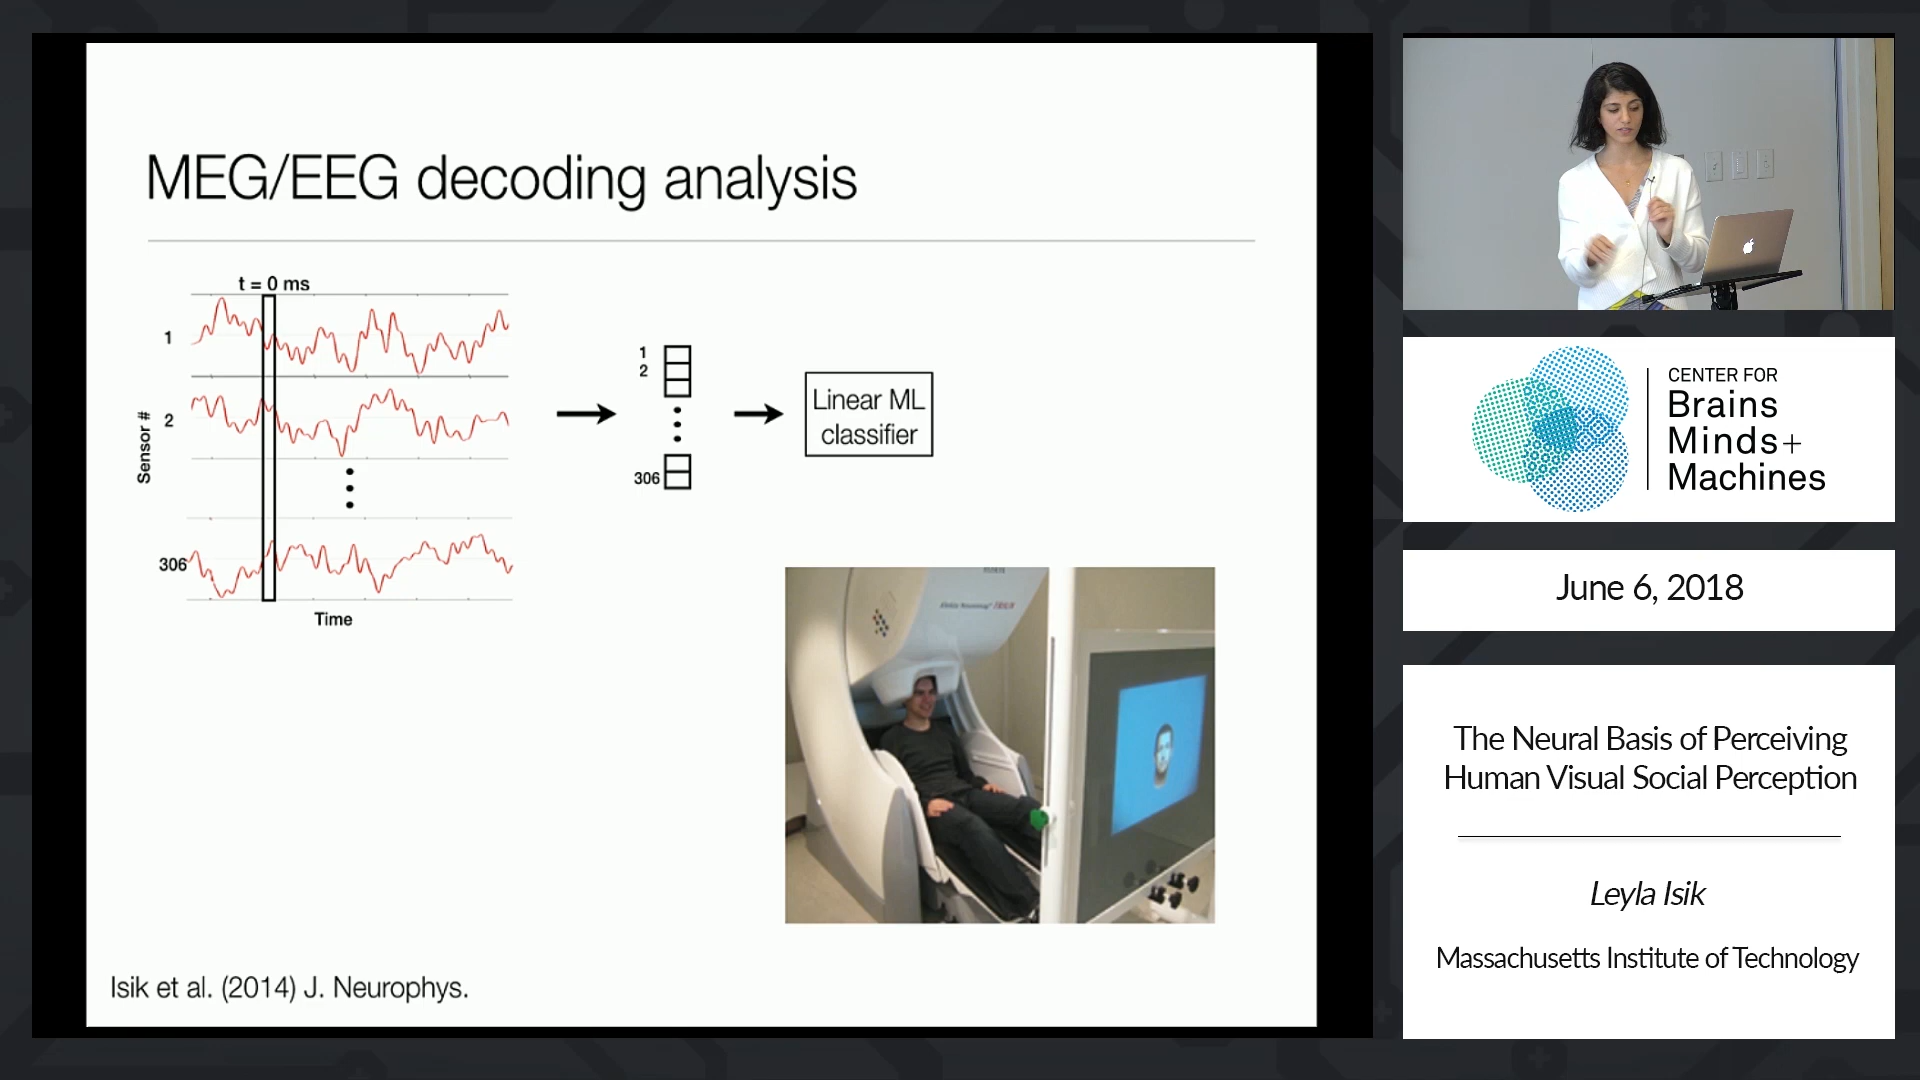 MEG/EEG decoding analysis
t = 0 ms
1
2
306
Sensor #
Time
1
2
306
Linear ML
classifier
Isik et al. (2014) J. Neurophys.
CENTER FOR
Brains
Minds+
Machines
June 6, 2018
The Neural Basis of Perceiving
Human Visual Social Perception
Leyla Isik
Massachusetts Institute of Technology